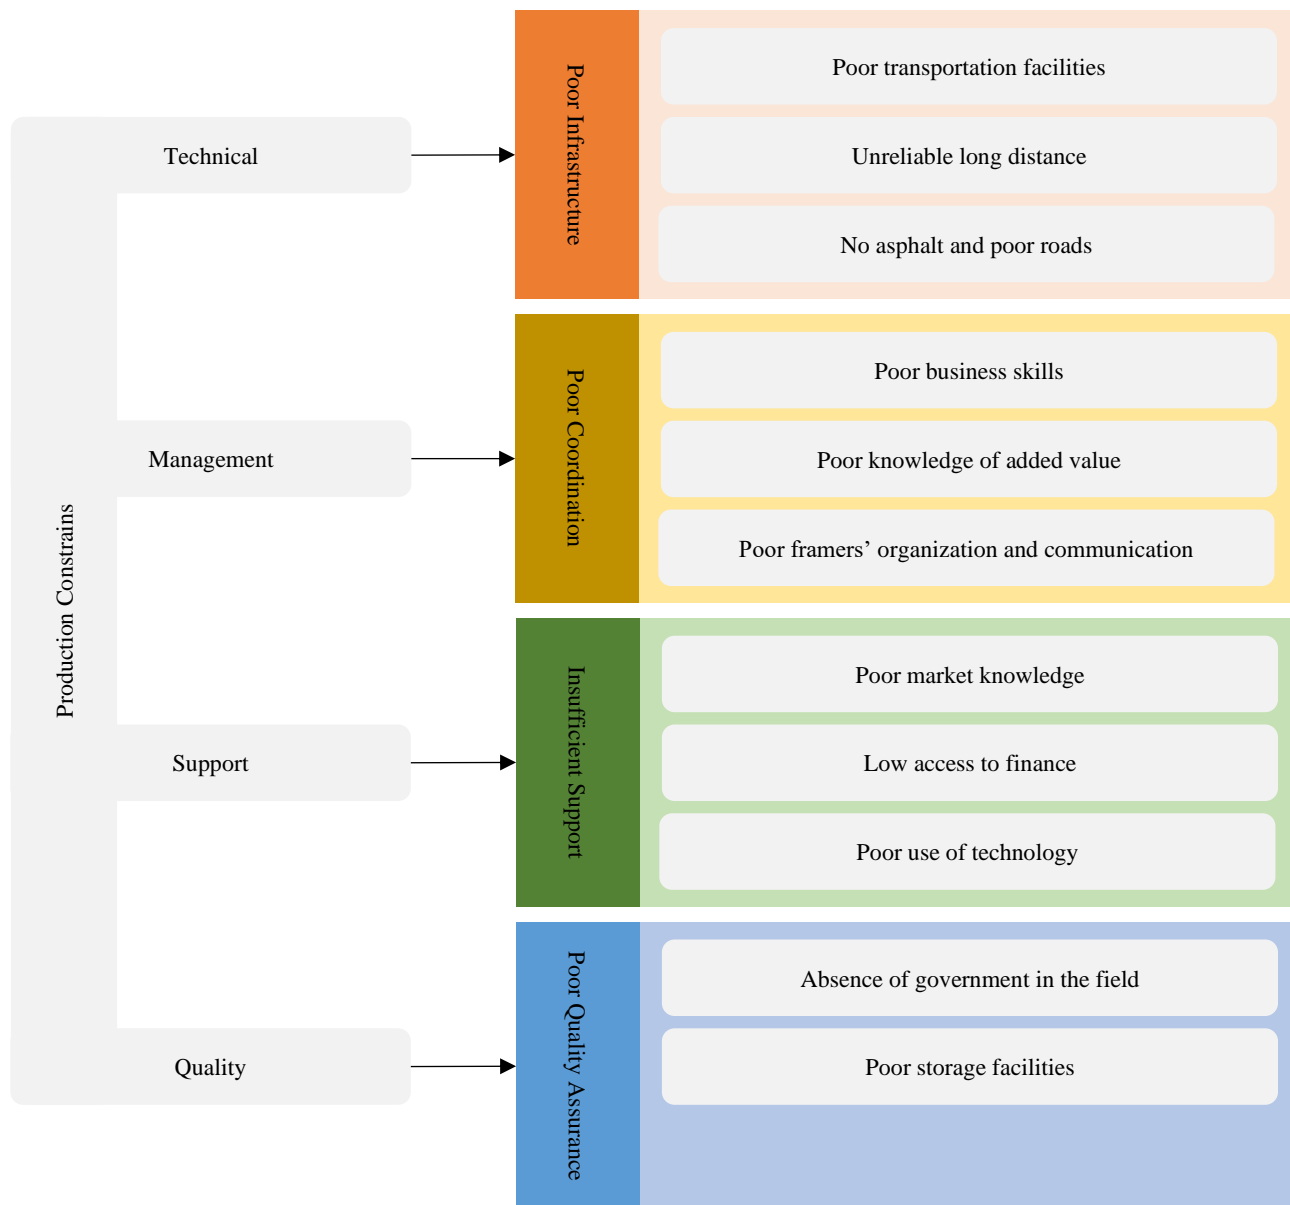 Production Constrains
Technical
Poor Infrastructure
Poor transportation facilities
Unreliable long distance
No asphalt and poor roads
Management
Poor Coordination
Poor business skills
Poor knowledge of added value
Poor framers’ organization and communication
Support
Insufficient Support
Poor market knowledge
Low access to finance
Poor use of technology
Quality
Poor Quality Assurance
Absence of government in the field
Poor storage facilities